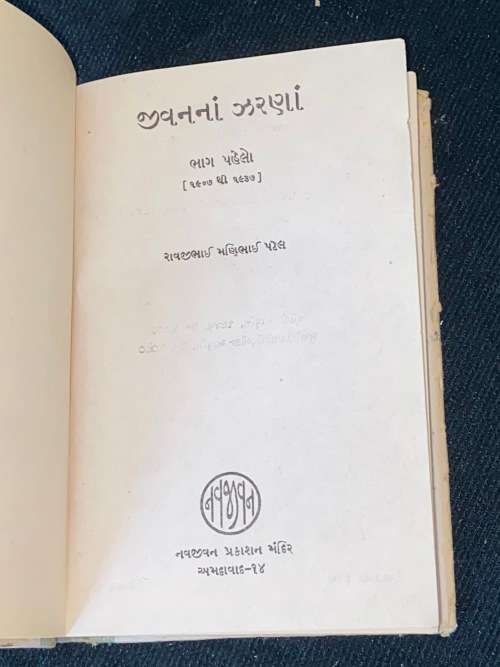 જીવનનાં ઝરણાં
ભાગ પહેલો
[ ૧૯૦૭ થી ૧૯૩૭ ]
રાવજીભાઈ મણિભાઈ પટેલ
નવજીવન
નવજીવન પ્રકાશન મંદિર
અમદાવાદ-૧૪